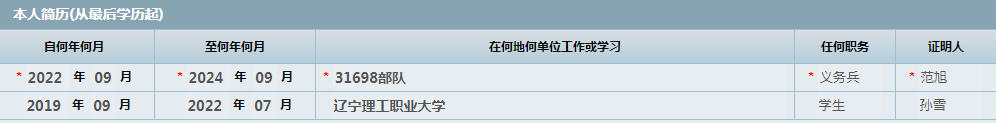 本人简历(从最后学历起)
自何年何月 至何年何月 在何地何单位工作或学习 任何职务 证明人
* 2022 年 09 月 * 2024 年 09 月 * 31698部队 * 义务兵 * 范旭
2019 年 09 月 2022 年 07 月 辽宁理工职业大学 学生 孙雪